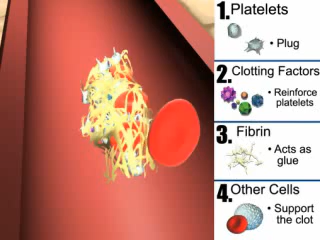 1. Platelets
• Plug
2. Clotting Factors
• Reinforce
platelets
3. Fibrin
• Acts as
glue
4. Other Cells
• Support
the clot